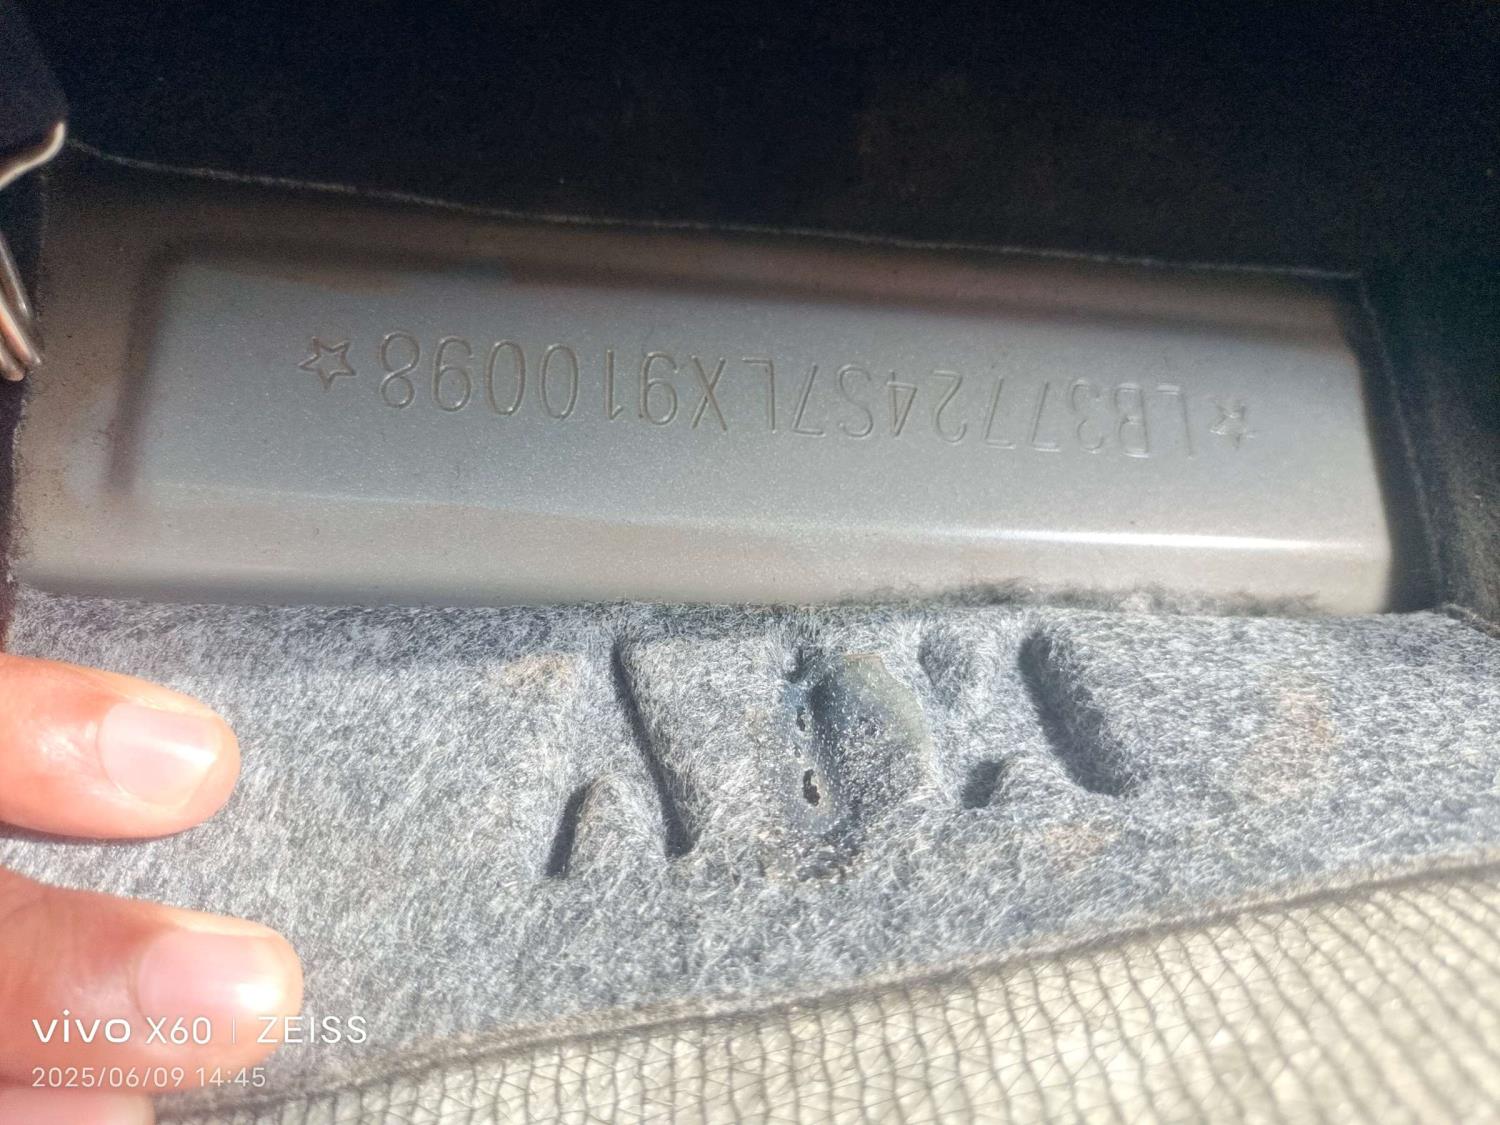 ☆LB37724S7LX910098☆
vivo X60 | ZEISS
2025/06/09 14:45